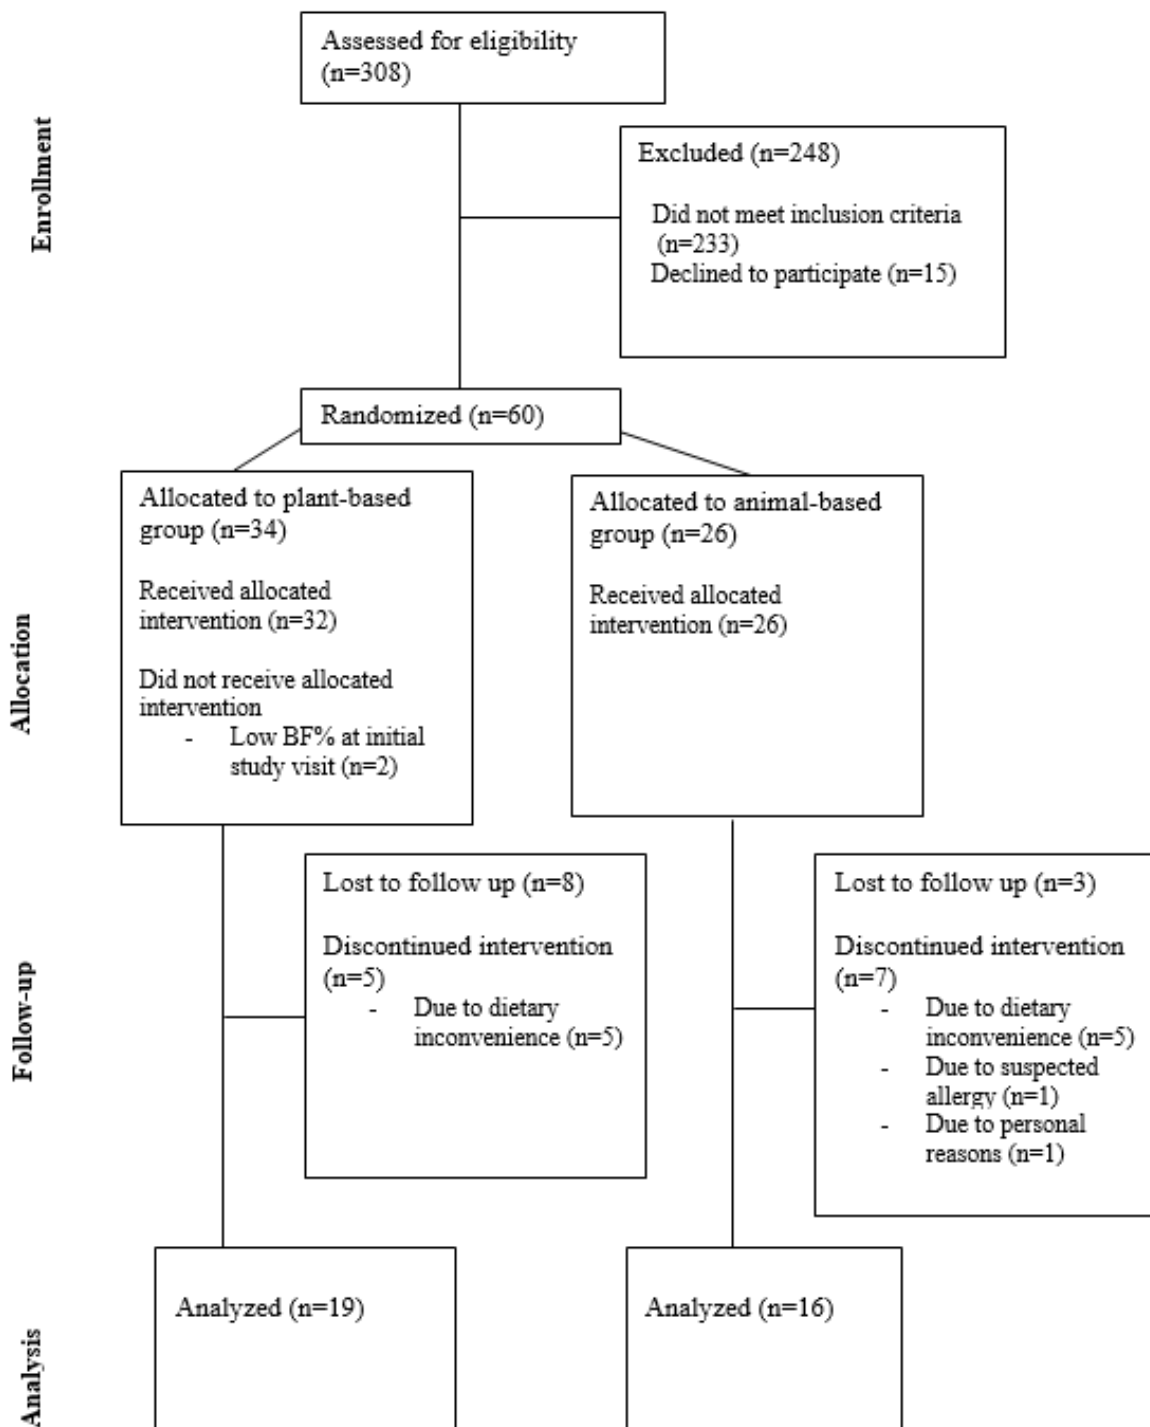 Assessed for eligibility
(n=308)
Enrollment
Excluded (n=248)
Did not meet inclusion criteria
(n=233)
Declined to participate (n=15)
Randomized (n=60)
Allocation
Allocated to plant-based
group (n=34)
Received allocated
intervention (n=32)
Did not receive allocated
intervention
- Low BF% at initial
study visit (n=2)
Allocated to animal-based
group (n=26)
Received allocated
intervention (n=26)
Follow-up
Lost to follow up (n=8)
Discontinued intervention
(n=5)
- Due to dietary
inconvenience (n=5)
Lost to follow up (n=3)
Discontinued intervention
(n=7)
- Due to dietary
inconvenience (n=5)
- Due to suspected
allergy (n=1)
- Due to personal
reasons (n=1)
Analysis
Analyzed (n=19)
Analyzed (n=16)